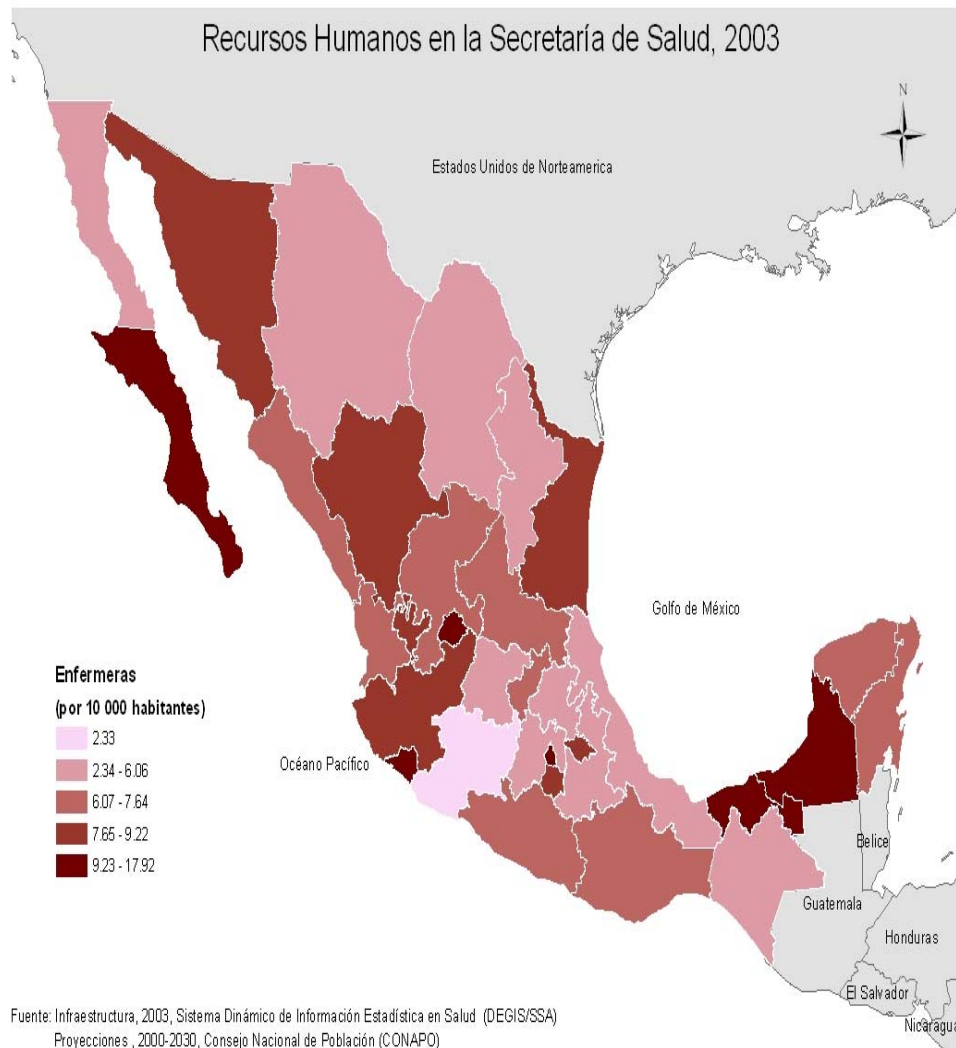 Recursos Humanos en la Secretaría de Salud, 2003
N
Estados Unidos de Norteamerica
Golfo de México
Enfermeras
(por 10 000 habitantes)
2.33
2.34 - 6.06
6.07 - 7.64
7.65 - 9.22
9.23 - 17.92
Océano Pacífico
Belice
Guatemala
Honduras
El Salvador
Nicaragua
Fuente: Infraestructura, 2003, Sistema Dinámico de Información Estadística en Salud (DEGIS/SSA)
Proyecciones , 2000-2030, Consejo Nacional de Población (CONAPO)